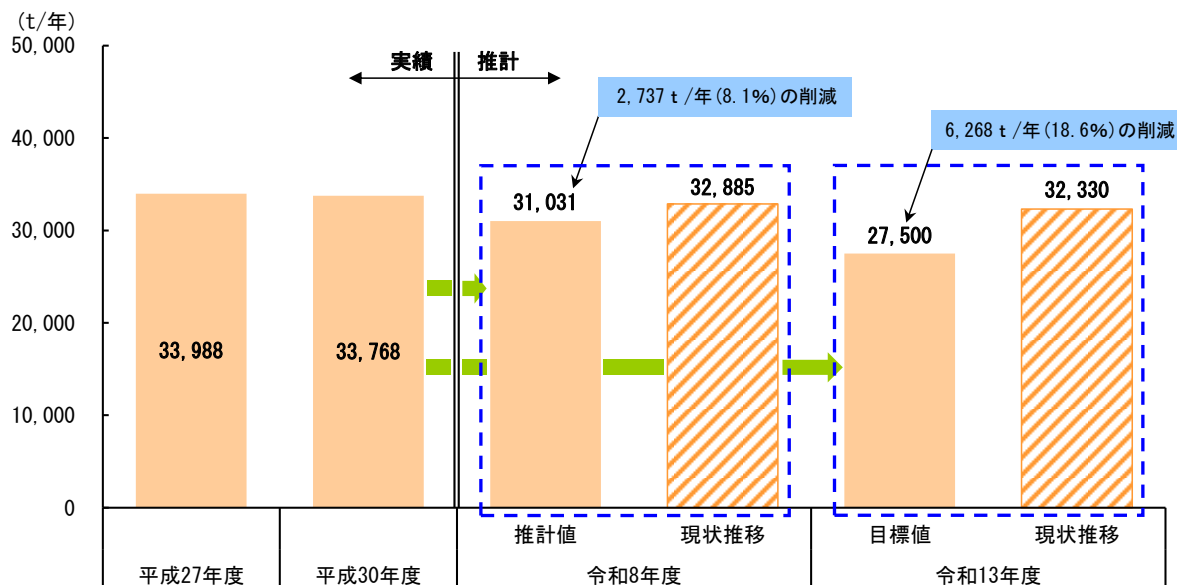 (t/年)
50,000
40,000
30,000
20,000
10,000
0
実績 推計
2,737 t /年(8.1%)の削減
6,268 t /年(18.6%)の削減
33,988
33,768
31,031
32,885
27,500
32,330
推計値 現状推移 目標値 現状推移
平成27年度 平成30年度 令和8年度 令和13年度